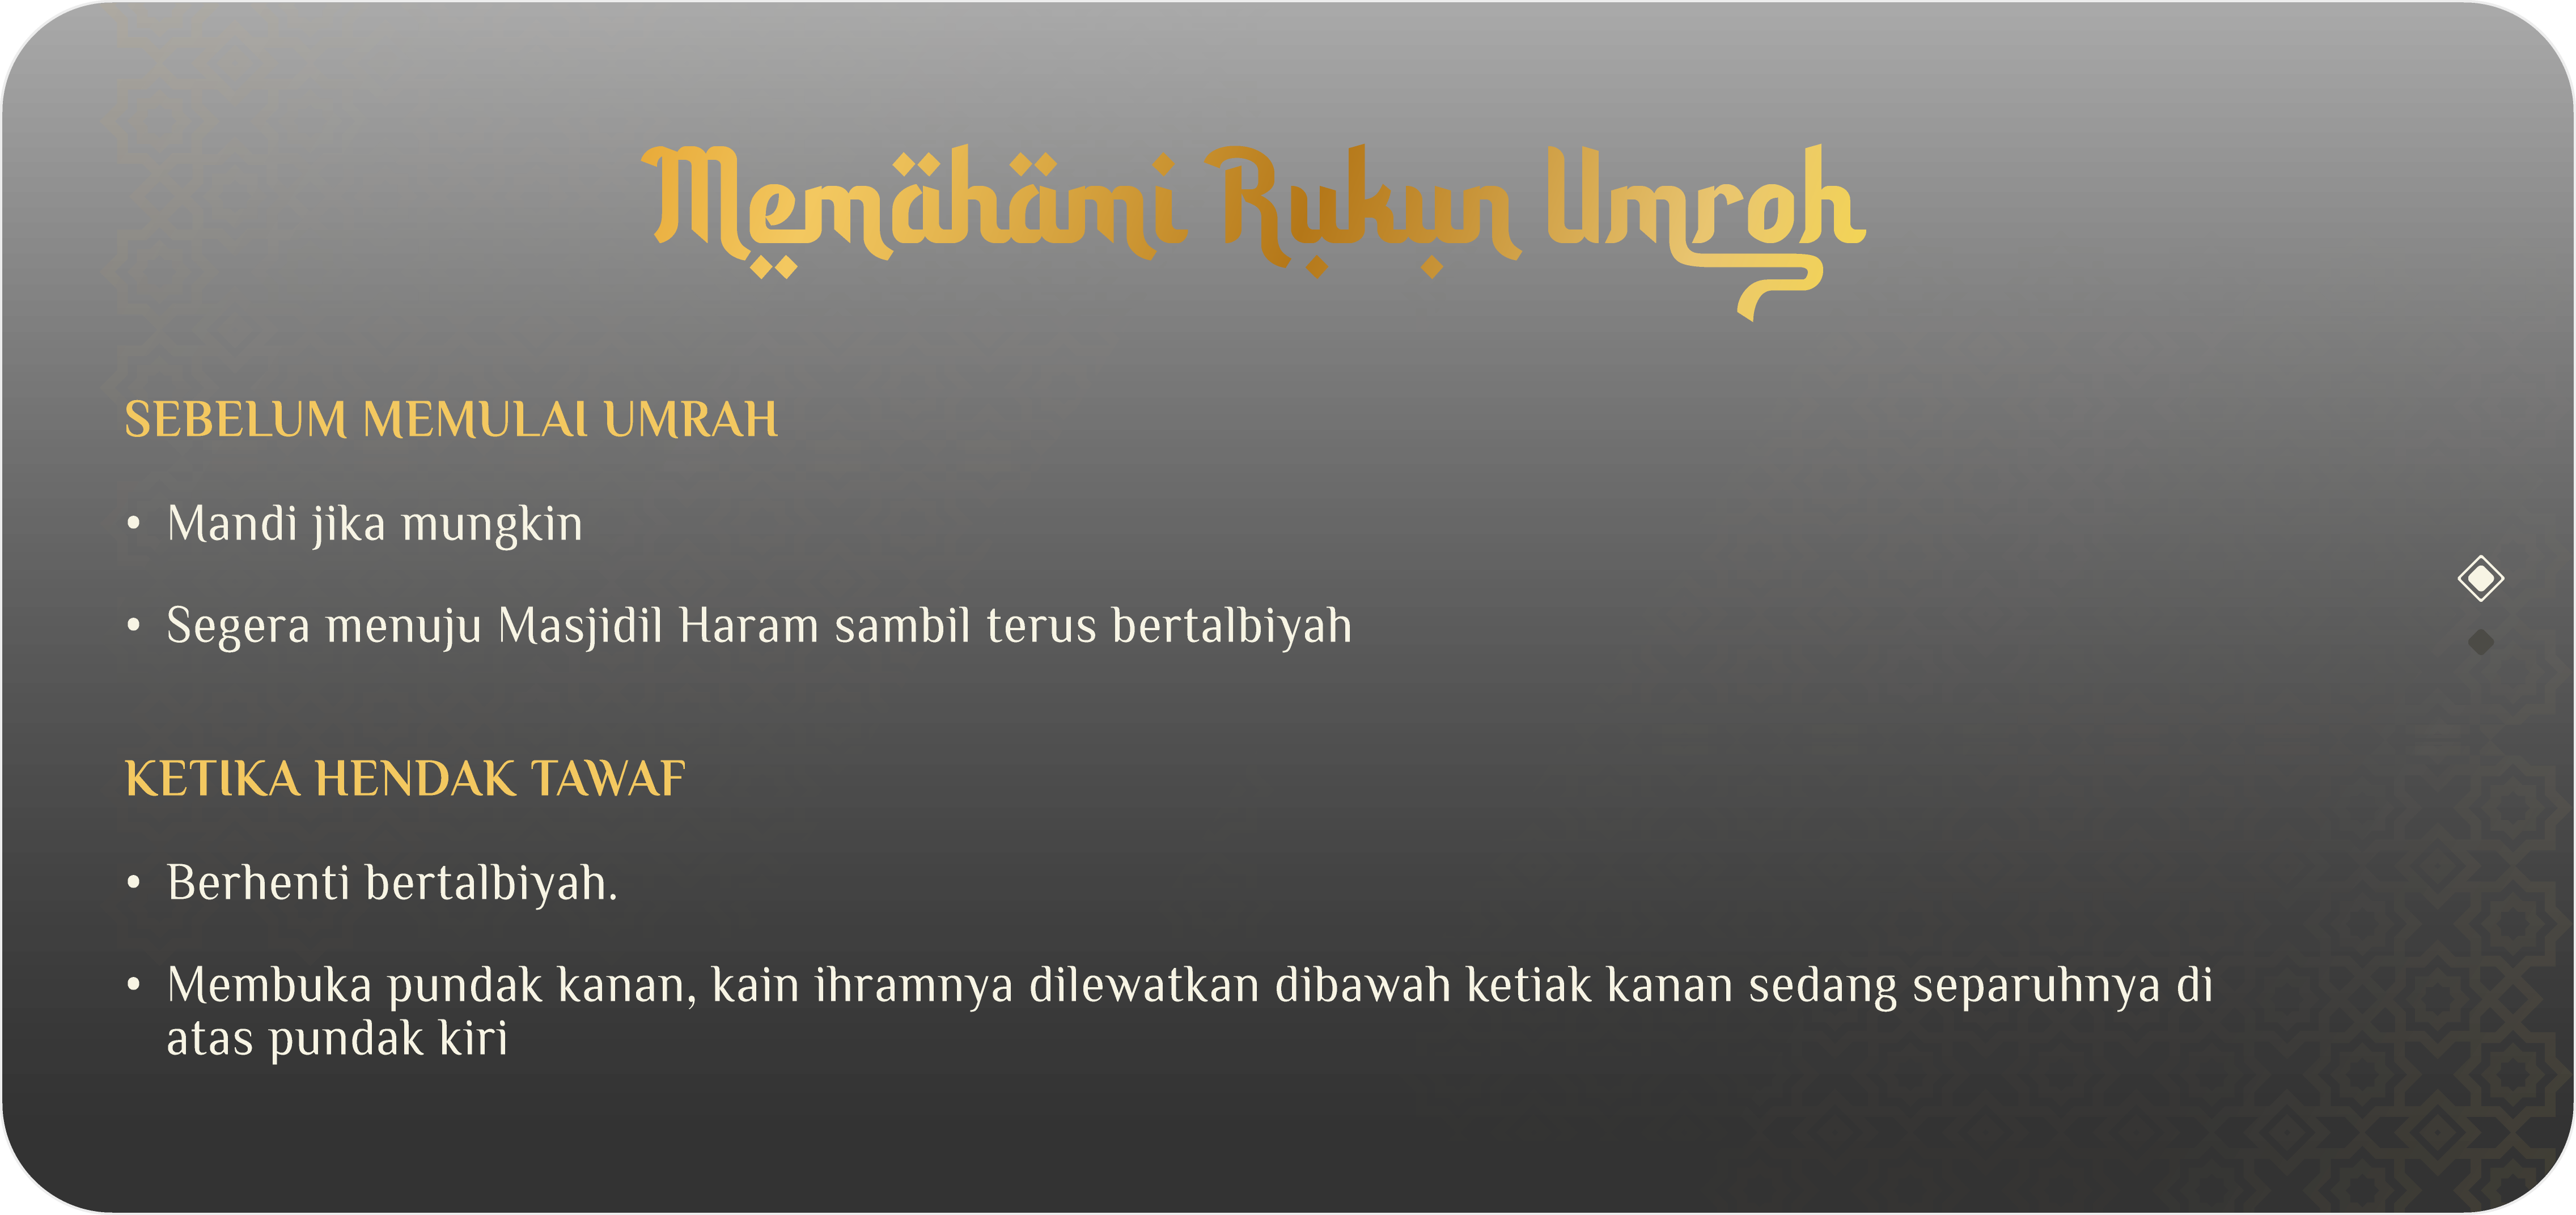 Memahami Rukun Umroh
SEBELUM MEMULAI UMRAH
• Mandi jika mungkin
• Segera menuju Masjidil Haram sambil terus bertalbiyah
KETIKA HENDAK TAWAF
• Berhenti bertalbiyah.
• Membuka pundak kanan, kain ihramnya dilewatkan dibawah ketiak kanan sedang separuhnya di
atas pundak kiri